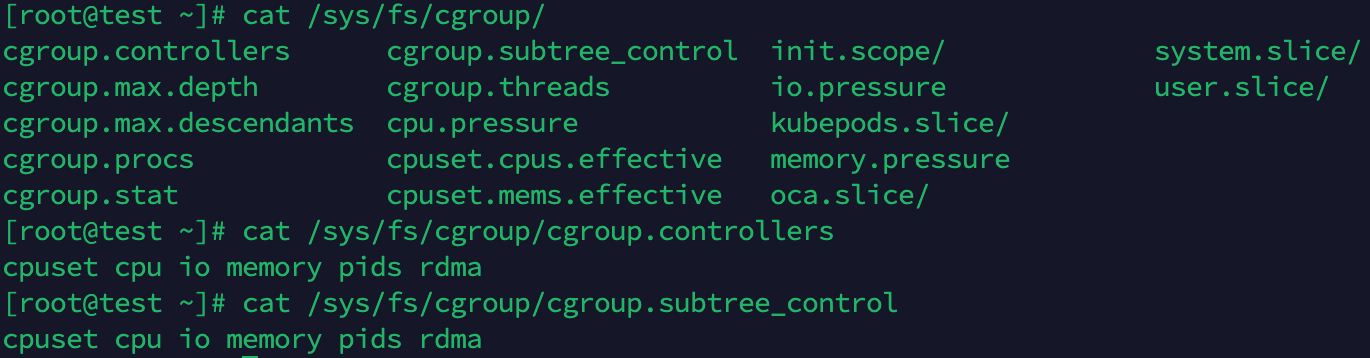 [root@test ~]# cat /sys/fs/cgroup/
cgroup.controllers cgroup.subtree_control init.scope/ system.slice/
cgroup.max.depth cgroup.threads io.pressure user.slice/
cgroup.max.descendants cpu.pressure kubepods.slice/
cgroup.procs cpuset.cpus.effective memory.pressure
cgroup.stat cpuset.mems.effective oca.slice/
[root@test ~]# cat /sys/fs/cgroup/cgroup.controllers
cpuset cpu io memory pids rdma
[root@test ~]# cat /sys/fs/cgroup/cgroup.subtree_control
cpuset cpu io memory pids rdma